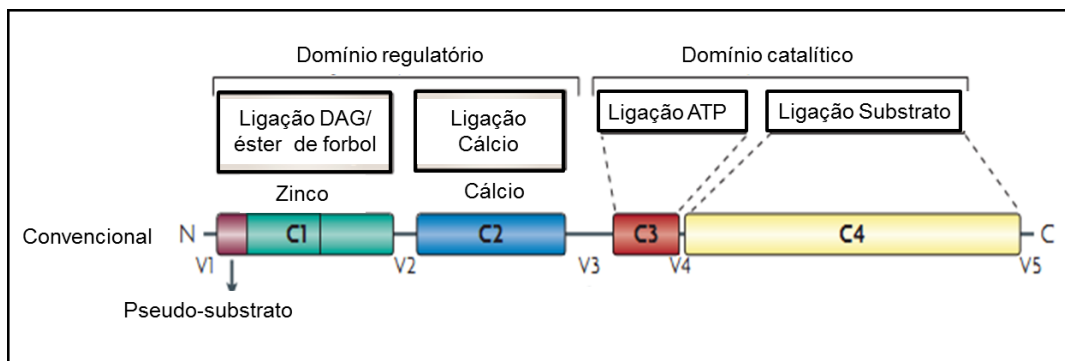 Domínio regulatório
Domínio catalítico
Ligação DAG/
éster de forbol
Ligação
Cálcio
Ligação ATP
Ligação Substrato
Zinco
Cálcio
Convencional
N
C1
C2
C3
C4
C
V1
V2
V3
V4
V5
Pseudo-substrato